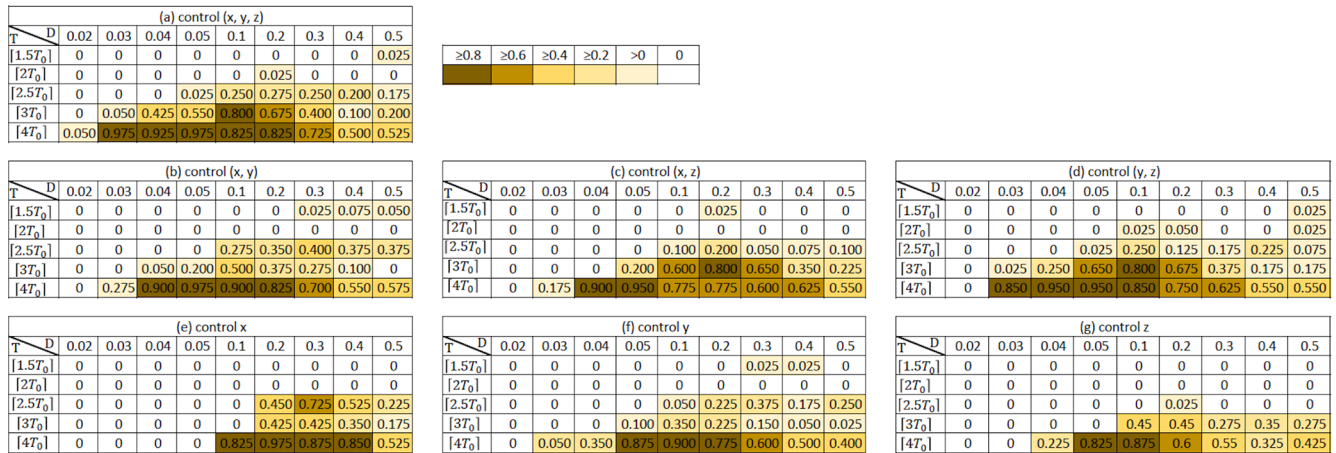 (a) control (x, y, z)
T D 0.02 0.03 0.04 0.05 0.1 0.2 0.3 0.4 0.5
⌈1.5T₀⌉ 0 0 0 0 0 0 0 0 0.025
⌈2T₀⌉ 0 0 0 0 0 0.025 0 0 0
⌈2.5T₀⌉ 0 0 0 0.025 0.250 0.275 0.250 0.200 0.175
⌈3T₀⌉ 0 0.050 0.425 0.550 0.800 0.675 0.400 0.100 0.200
⌈4T₀⌉ 0.050 0.975 0.925 0.975 0.825 0.825 0.725 0.500 0.525
≥0.8 ≥0.6 ≥0.4 ≥0.2 >0 0
(b) control (x, y)
T D 0.02 0.03 0.04 0.05 0.1 0.2 0.3 0.4 0.5
⌈1.5T₀⌉ 0 0 0 0 0 0 0.025 0.075 0.050
⌈2T₀⌉ 0 0 0 0 0 0 0 0 0
⌈2.5T₀⌉ 0 0 0 0 0.275 0.350 0.400 0.375 0.375
⌈3T₀⌉ 0 0 0.050 0.200 0.500 0.375 0.275 0.100 0
⌈4T₀⌉ 0 0.275 0.900 0.975 0.900 0.825 0.700 0.550 0.575
(c) control (x, z)
T D 0.02 0.03 0.04 0.05 0.1 0.2 0.3 0.4 0.5
⌈1.5T₀⌉ 0 0 0 0 0 0.025 0 0 0
⌈2T₀⌉ 0 0 0 0 0 0 0 0 0
⌈2.5T₀⌉ 0 0 0 0 0.100 0.200 0.050 0.075 0.100
⌈3T₀⌉ 0 0 0 0.200 0.600 0.800 0.650 0.350 0.225
⌈4T₀⌉ 0 0.175 0.900 0.950 0.775 0.775 0.600 0.625 0.550
(d) control (y, z)
T D 0.02 0.03 0.04 0.05 0.1 0.2 0.3 0.4 0.5
⌈1.5T₀⌉ 0 0 0 0 0 0 0 0 0.025
⌈2T₀⌉ 0 0 0 0 0.025 0.050 0 0 0.025
⌈2.5T₀⌉ 0 0 0 0.025 0.250 0.125 0.175 0.225 0.075
⌈3T₀⌉ 0 0.025 0.250 0.650 0.800 0.675 0.375 0.175 0.175
⌈4T₀⌉ 0 0.850 0.950 0.950 0.850 0.750 0.625 0.550 0.550
(e) control x
T D 0.02 0.03 0.04 0.05 0.1 0.2 0.3 0.4 0.5
⌈1.5T₀⌉ 0 0 0 0 0 0 0 0 0
⌈2T₀⌉ 0 0 0 0 0 0 0 0 0
⌈2.5T₀⌉ 0 0 0 0 0 0.450 0.725 0.525 0.225
⌈3T₀⌉ 0 0 0 0 0 0.425 0.425 0.350 0.175
⌈4T₀⌉ 0 0 0 0 0.825 0.975 0.875 0.850 0.525
(f) control y
T D 0.02 0.03 0.04 0.05 0.1 0.2 0.3 0.4 0.5
⌈1.5T₀⌉ 0 0 0 0 0 0 0.025 0.025 0
⌈2T₀⌉ 0 0 0 0 0 0 0 0 0
⌈2.5T₀⌉ 0 0 0 0 0.050 0.225 0.375 0.175 0.250
⌈3T₀⌉ 0 0 0 0.100 0.350 0.225 0.150 0.050 0.025
⌈4T₀⌉ 0 0.050 0.350 0.875 0.900 0.775 0.600 0.500 0.400
(g) control z
T D 0.02 0.03 0.04 0.05 0.1 0.2 0.3 0.4 0.5
⌈1.5T₀⌉ 0 0 0 0 0 0 0 0 0
⌈2T₀⌉ 0 0 0 0 0 0 0 0 0
⌈2.5T₀⌉ 0 0 0 0 0 0.025 0 0 0
⌈3T₀⌉ 0 0 0 0 0.45 0.45 0.275 0.35 0.275
⌈4T₀⌉ 0 0 0.225 0.825 0.875 0.6 0.55 0.325 0.425